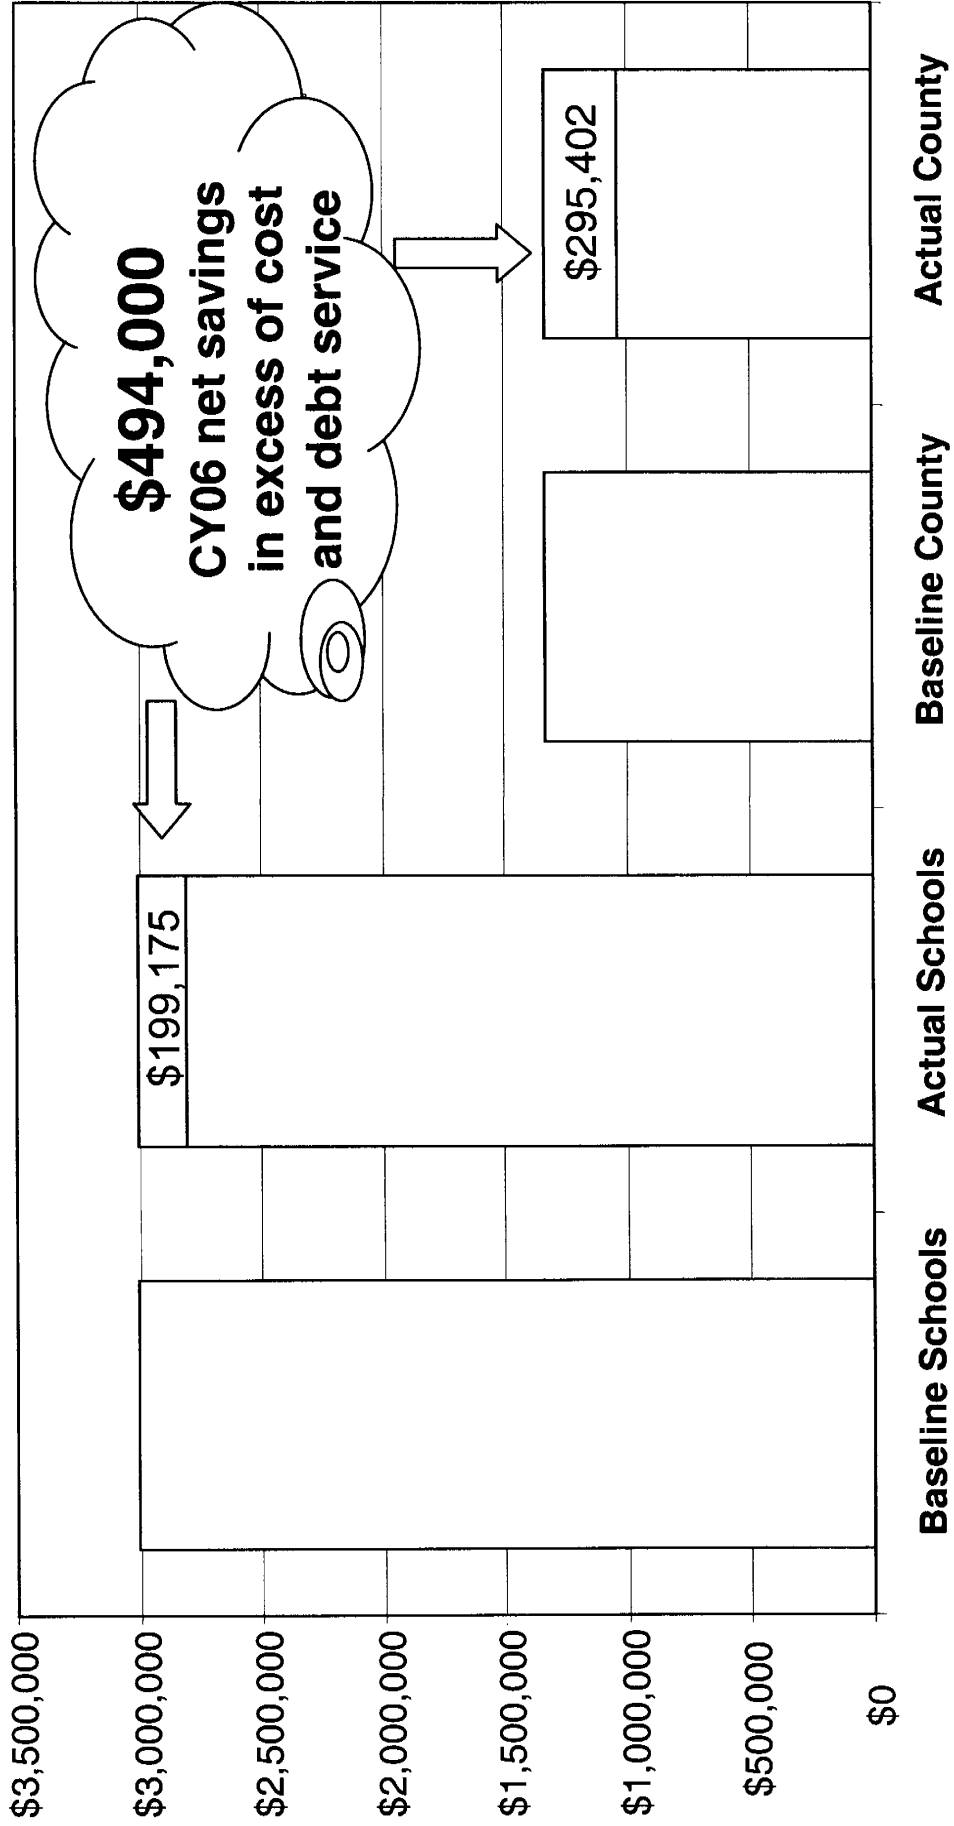 $3,500,000
$3,000,000
$2,500,000
$2,000,000
$1,500,000
$1,000,000
$500,000
$0
$494,000
CY06 net savings
in excess of cost
and debt service
$199,175
$295,402
Baseline Schools
Actual Schools
Baseline County
Actual County